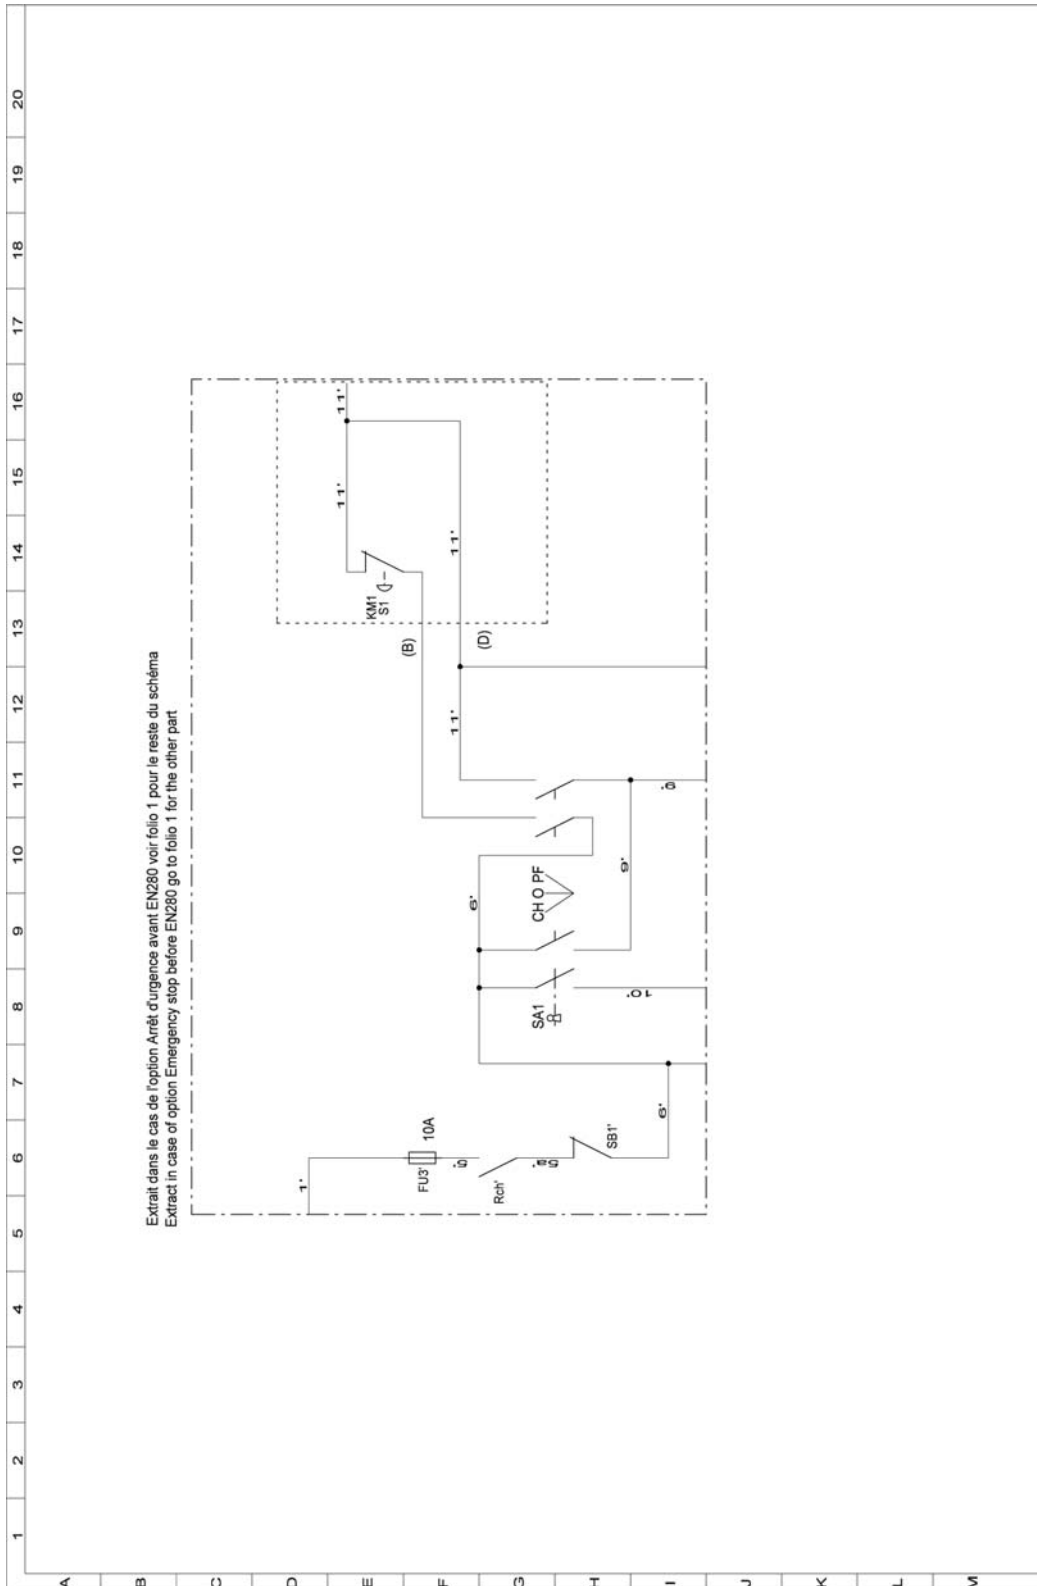 1 2 3 4 5 6 7 8 9 10 11 12 13 14 15 16 17 18 19 20
A
B
C
D
E
F
G
H
I
J
K
L
M
Extrait dans le cas de l'option Arrêt d'urgence avant EN280 voir folio 1 pour le reste du schéma
Extract in case of option Emergency stop before EN280 go to folio 1 for the other part
1'
11'
11'
KM1
S1
FU3'
10A
(B)
11'
11'
(D)
5'
Rch'
6'
CH O PF
SA1
SB1'
9'
10'
6'
9'